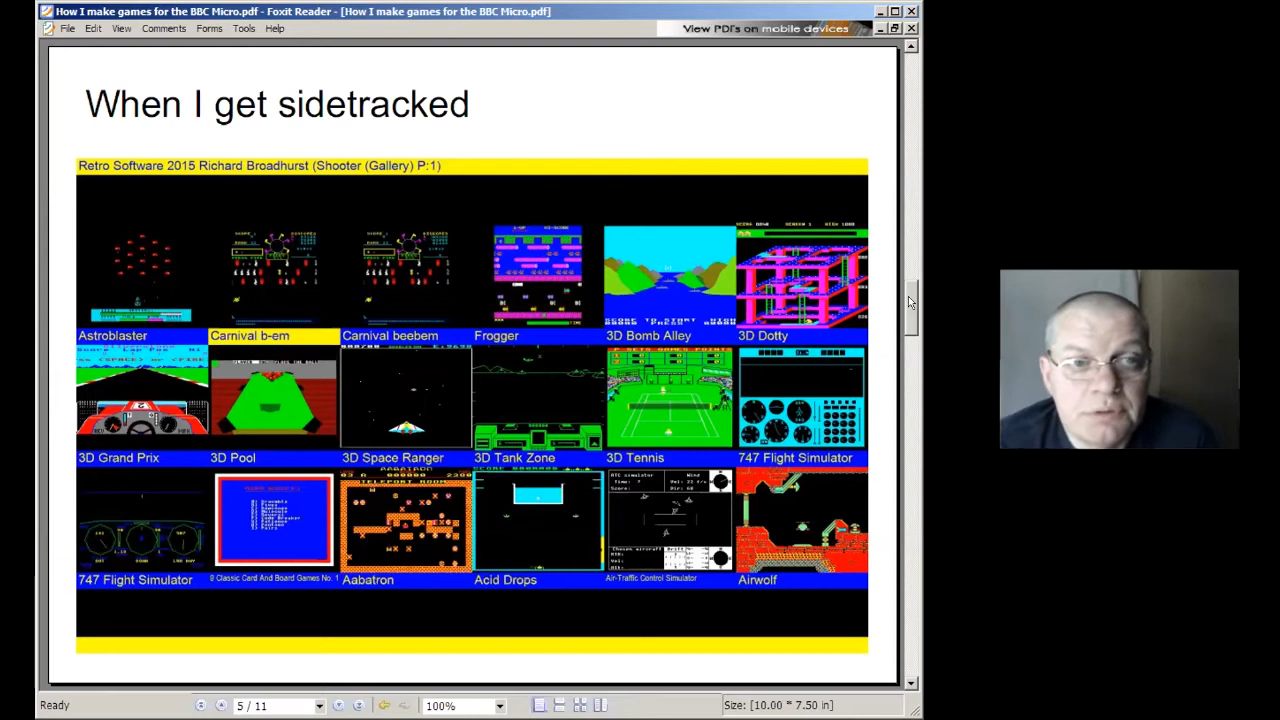 How I make games for the BBC Micro.pdf - Foxit Reader - [How I make games for the BBC Micro.pdf]
File Edit View Comments Forms Tools Help
View PDFs on mobile devices
When I get sidetracked
Retro Software 2015 Richard Broadhurst (Shooter (Gallery) P:1)
Astroblaster Carnival b-em Carnival beebem Frogger 3D Bomb Alley 3D Dotty
3D Grand Prix 3D Pool 3D Space Ranger 3D Tank Zone 3D Tennis 747 Flight Simulator
TELEPORT ROOM
ATC simulator
747 Flight Simulator 9 Classic Card And Board Games No. 1 Aabatron Acid Drops Air-Traffic Control Simulator Airwolf
Ready 5 / 11 100% Size: [10.00 * 7.50 in]